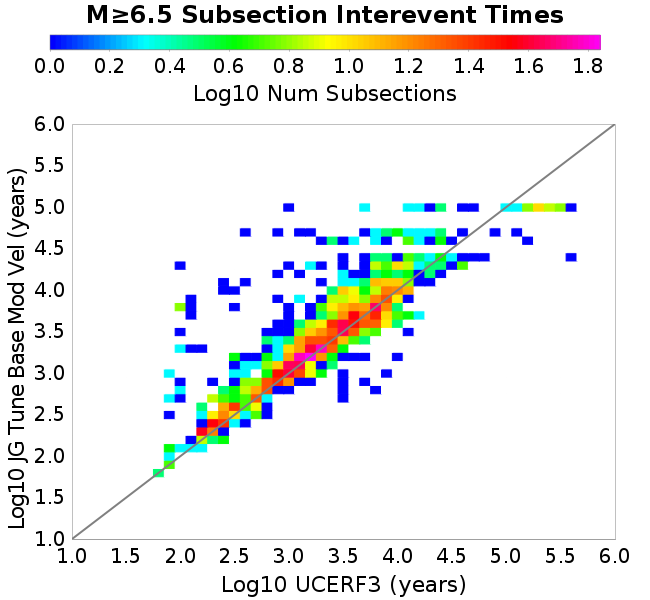 M≥6.5 Subsection Interevent Times
0.0 0.2 0.4 0.6 0.8 1.0 1.2 1.4 1.6 1.8
Log10 Num Subsections
Log10 JG Tune Base Mod Vel (years)
6.0
5.5
5.0
4.5
4.0
3.5
3.0
2.5
2.0
1.5
1.0
1.0 1.5 2.0 2.5 3.0 3.5 4.0 4.5 5.0 5.5 6.0
Log10 UCERF3 (years)